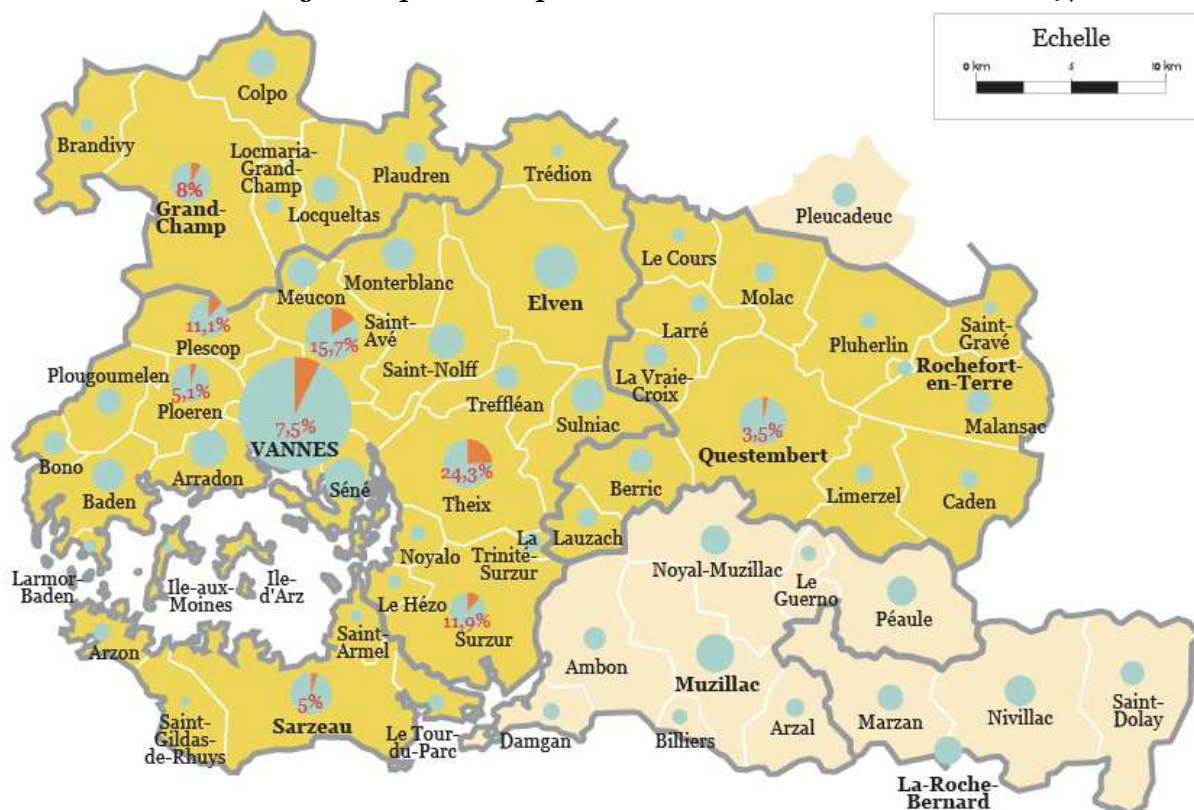 Echelle
0 km 5 10 km
Colpo
Brandivy
Locmaria-
Grand-
Champ
Plaudren
Trédion
8%
Grand-
Champ
Locqueltas
Pleucadeuc
Le Cours
Meucon
Monterblanc
Elven
Molac
11,1%
Plescop
15,7%
Saint-
Avé
Larré
Pluherlin
Saint-
Gravé
Saint-Nolff
La Vraie-
Croix
Rochefort-
en-Terre
Plougoumelen
5,1%
Ploeren
Treffléan
Sulniac
Malansac
7,5%
VANNES
3,5%
Questembert
Bono
Baden
Arradon
Séné
24,3%
Theix
Berric
Limerzel
Caden
Noyalo
La
Trinité-
Surzur
Lauzach
Noyal-Muzillac
Le
Guerno
Larmor-
Baden
Ile-aux-
Moines
Ile-
d'Arz
Le Hézo
11,9%
Surzur
Péaule
Arzon
Saint-
Armel
Ambon
Muzillac
5%
Sarzeau
Saint-
Gildas-
de-Rhuys
Le Tour-
du-Parc
Damgan
Billiers
Arzal
Marzan
Nivillac
Saint-
Dolay
La-Roche-
Bernard